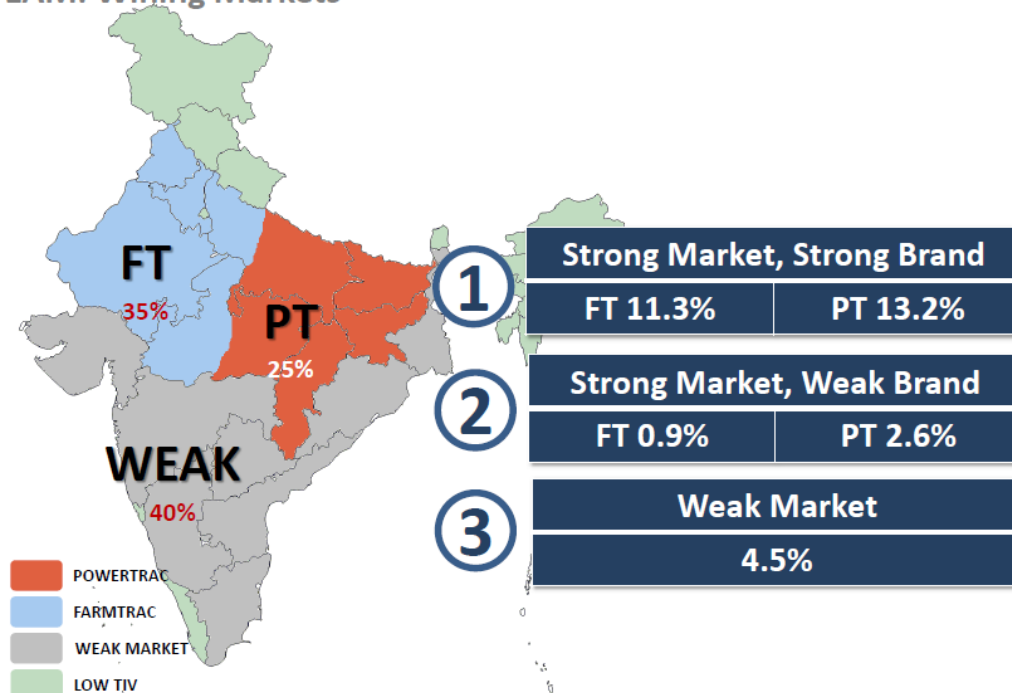 FT
35%
PT
25%
WEAK
40%
1
Strong Market, Strong Brand
FT 11.3% PT 13.2%
2
Strong Market, Weak Brand
FT 0.9% PT 2.6%
3
Weak Market
4.5%
POWERTRAC
FARMTRAC
WEAK MARKET
LOW TIV